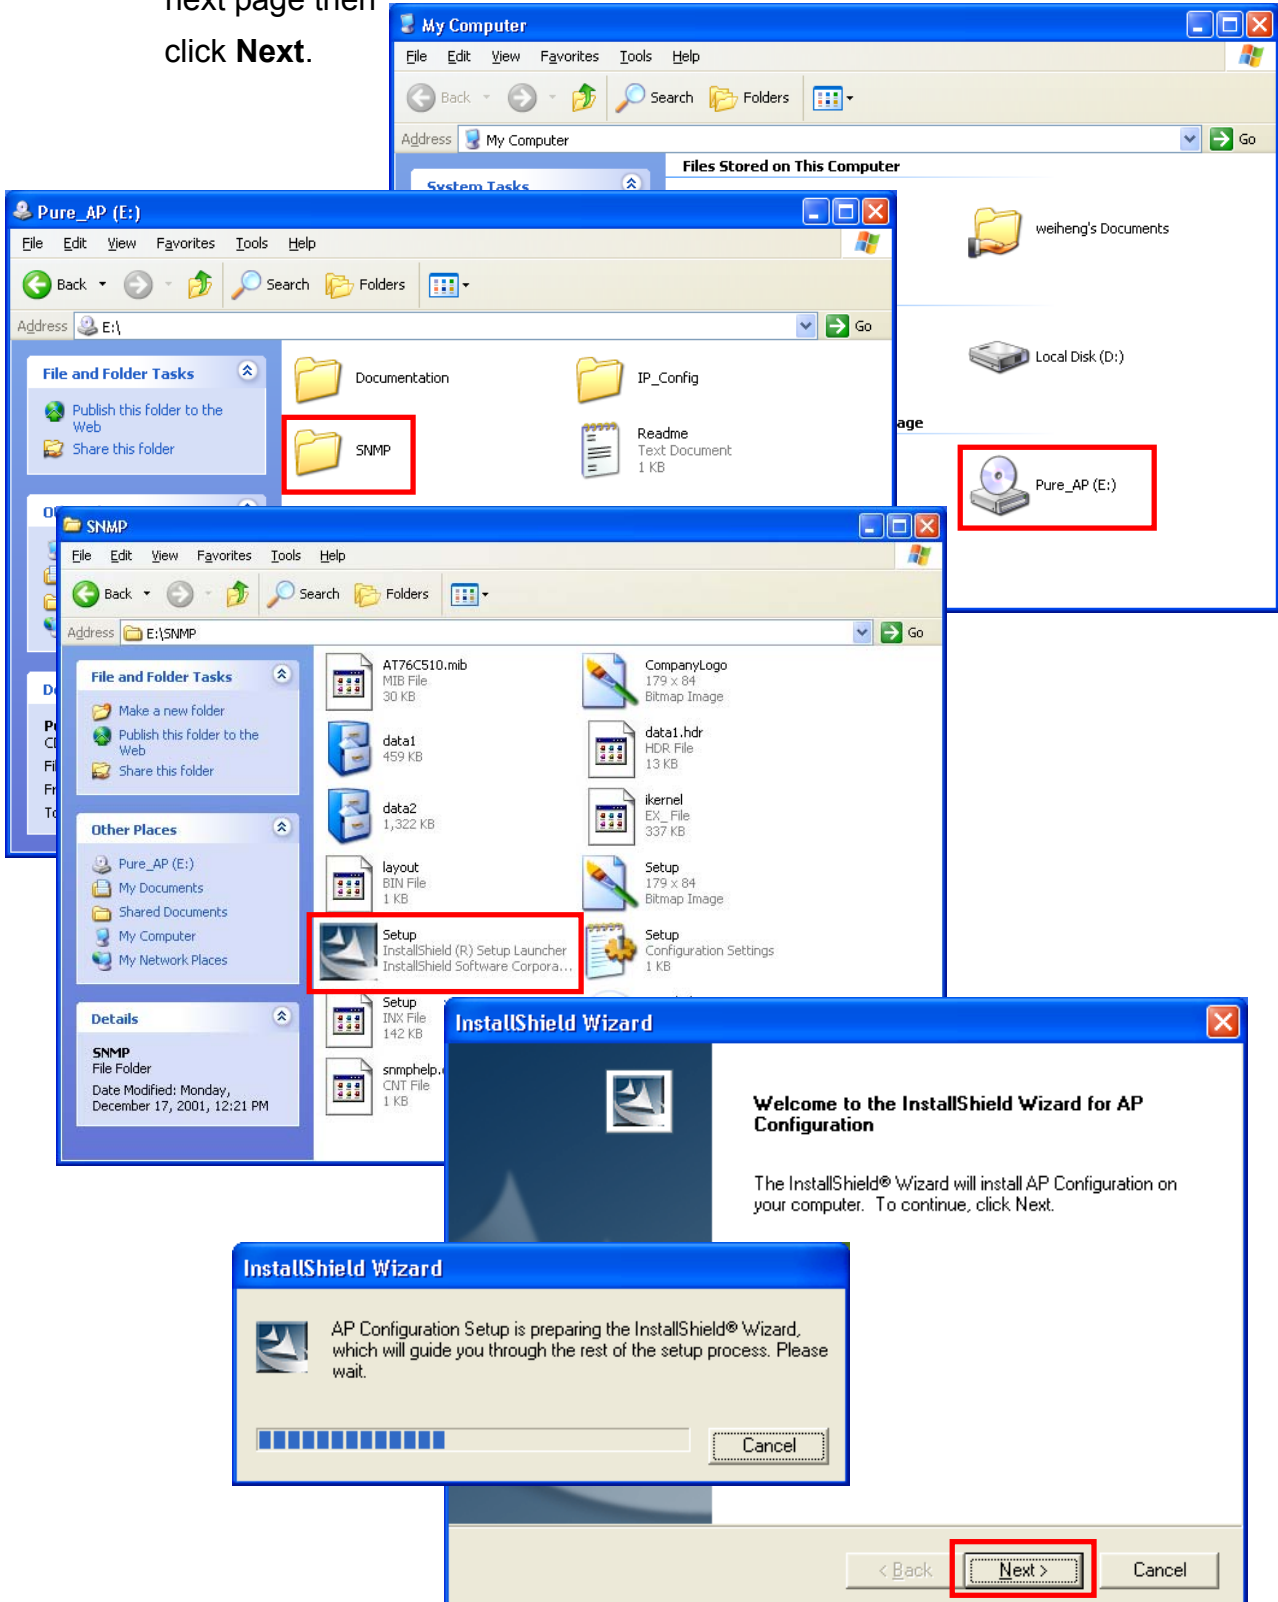 next page then
click Next.
My Computer
File Edit View Favorites Tools Help
Back Search Folders
Address My Computer Go
Files Stored on This Computer
System Tasks
weiheng's Documents
Local Disk (D:)
age
Pure_AP (E:)
Pure_AP (E:)
File Edit View Favorites Tools Help
Back Search Folders
Address E:\ Go
File and Folder Tasks
Publish this folder to the
Web
Share this folder
Documentation
IP_Config
SNMP
Readme
Text Document
1 KB
SNMP
File Edit View Favorites Tools Help
Back Search Folders
Address E:\SNMP Go
File and Folder Tasks
Make a new folder
Publish this folder to the
Web
Share this folder
Other Places
Pure_AP (E:)
My Documents
Shared Documents
My Computer
My Network Places
Details
SNMP
File Folder
Date Modified: Monday,
December 17, 2001, 12:21 PM
AT76C510.mib
MIB File
30 KB
CompanyLogo
179 x 84
Bitmap Image
data1
459 KB
data1.hdr
HDR File
13 KB
data2
1,322 KB
ikernel
EX_ File
337 KB
layout
BIN File
1 KB
Setup
179 x 84
Bitmap Image
Setup
InstallShield (R) Setup Launcher
InstallShield Software Corpora...
Setup
Configuration Settings
1 KB
Setup
INX File
142 KB
snmphelp.
CNT File
1 KB
InstallShield Wizard
Welcome to the InstallShield Wizard for AP
Configuration
The InstallShield® Wizard will install AP Configuration on
your computer. To continue, click Next.
InstallShield Wizard
AP Configuration Setup is preparing the InstallShield® Wizard,
which will guide you through the rest of the setup process. Please
wait.
Cancel
< Back Next > Cancel